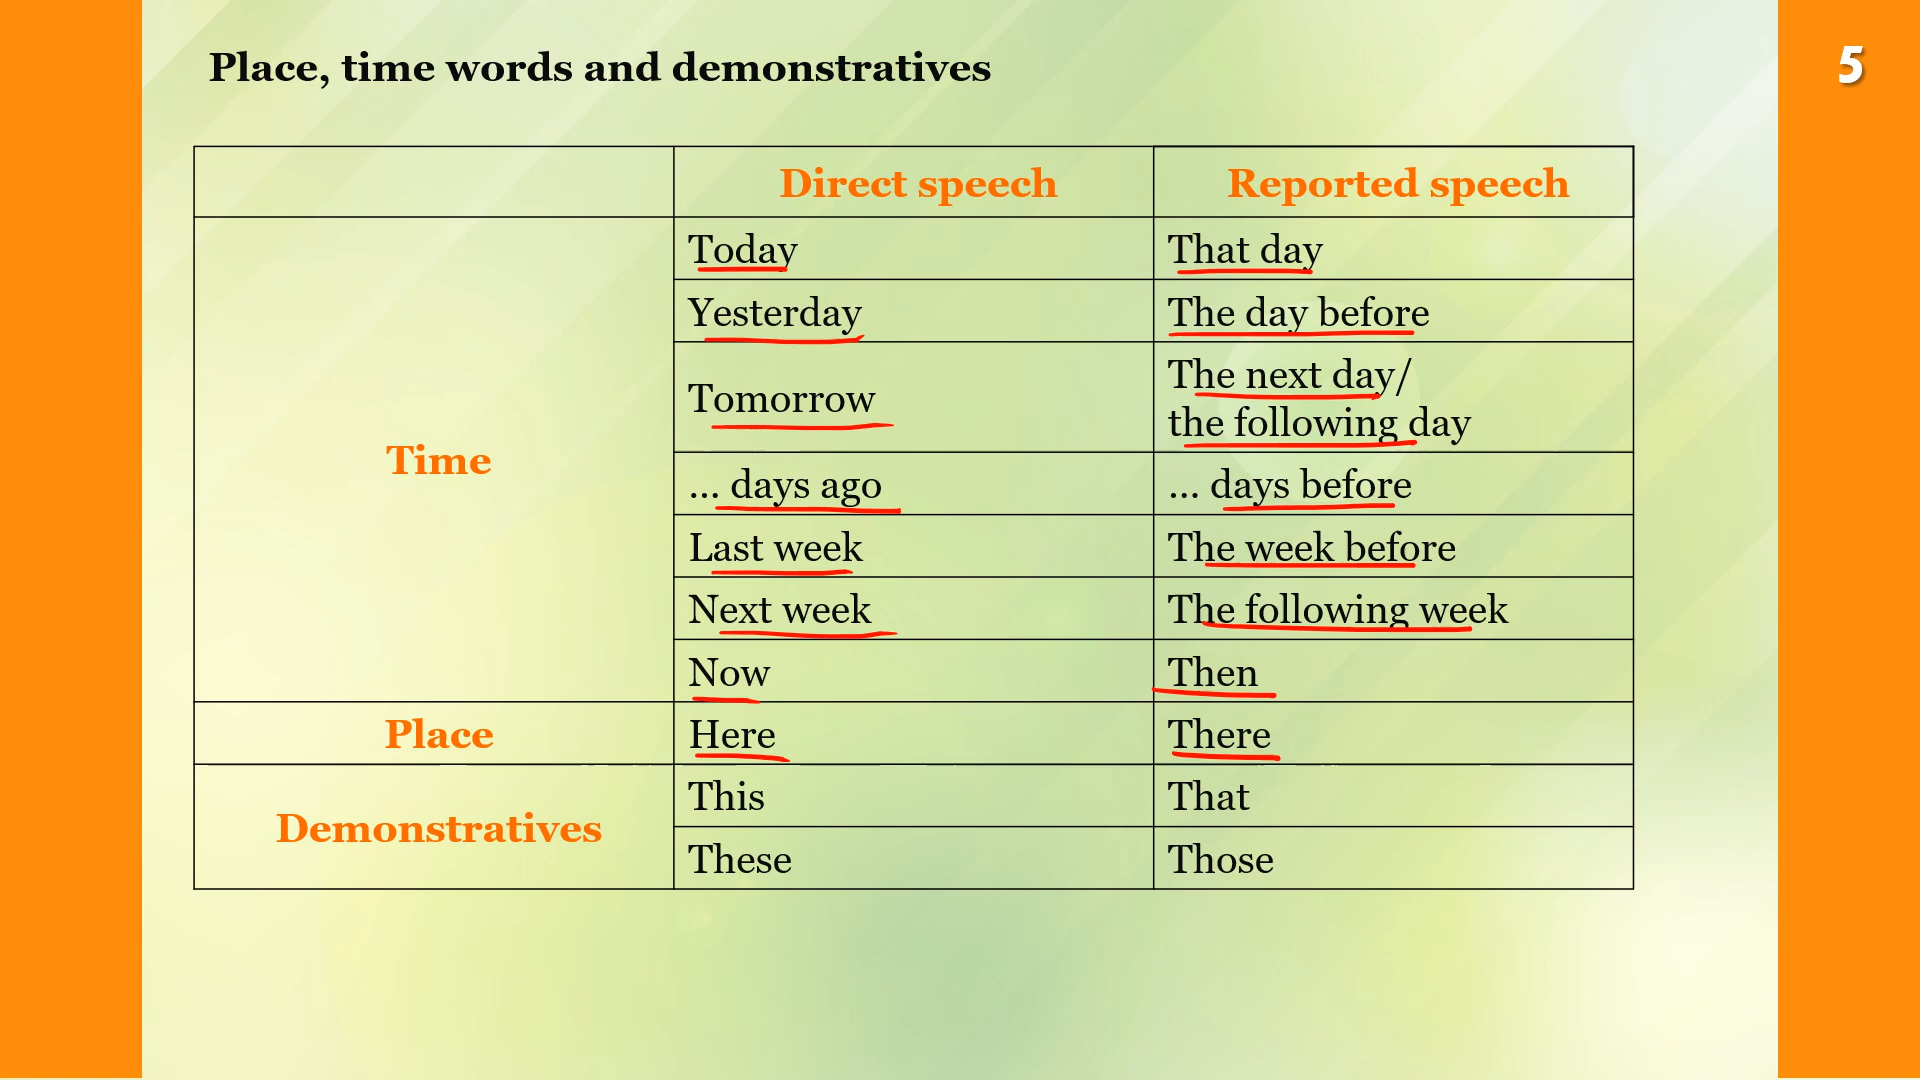 Place, time words and demonstratives
5
Direct speech
Reported speech
Time
Today
That day
Yesterday
The day before
Tomorrow
The next day/
the following day
... days ago
... days before
Last week
The week before
Next week
The following week
Now
Then
Place
Here
There
Demonstratives
This
That
These
Those